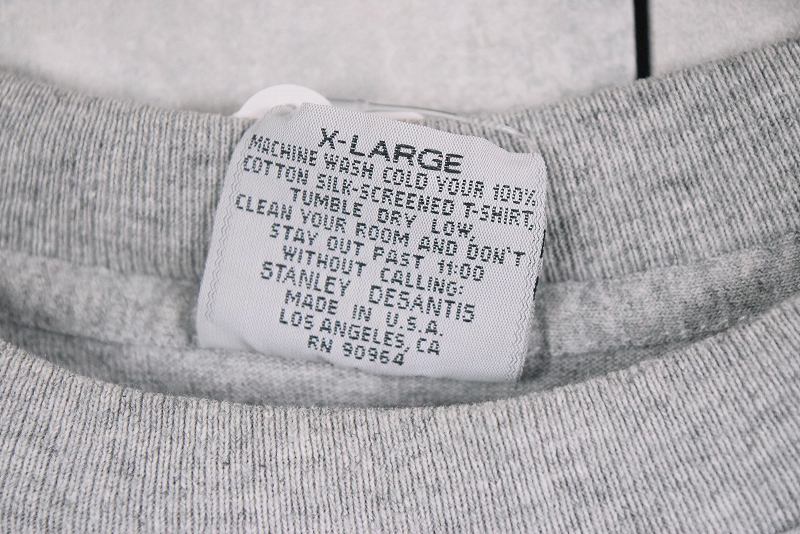 X-LARGE
MACHINE WASH COLD YOUR 100%
COTTON SILK-SCREENED T-SHIRT,
TUMBLE DRY LOW,
CLEAN YOUR ROOM AND DON'T
STAY OUT PAST 11:00
WITHOUT CALLING:
STANLEY DESANTIS
MADE IN U.S.A.
LOS ANGELES, CA
RN 90964